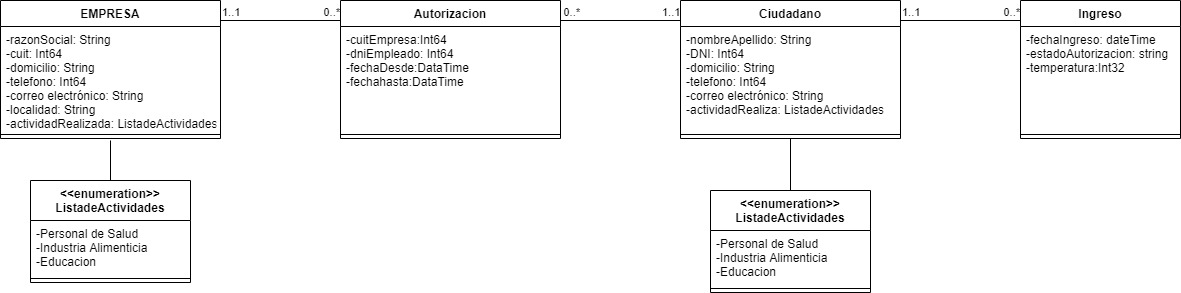 EMPRESA
-razonSocial: String
-cuit: Int64
-domicilio: String
-telefono: Int64
-correo electrónico: String
-localidad: String
-actividadRealizada: ListadeActividades
1..1
0..*
Autorizacion
-cuitEmpresa:Int64
-dniEmpleado: Int64
-fechaDesde:DataTime
-fechahasta:DataTime
0..*
1..1
Ciudadano
-nombreApellido: String
-DNI: Int64
-domicilio: String
-telefono: Int64
-correo electrónico: String
-actividadRealiza: ListadeActividades
1..1
0..*
Ingreso
-fechaIngreso: dateTime
-estadoAutorizacion: string
-temperatura:Int32
<<enumeration>>
ListadeActividades
-Personal de Salud
-Industria Alimenticia
-Educacion
<<enumeration>>
ListadeActividades
-Personal de Salud
-Industria Alimenticia
-Educacion